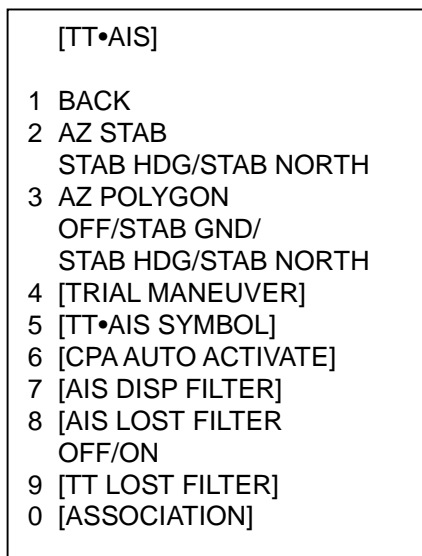 [TT•AIS]
1 BACK
2 AZ STAB
STAB HDG/STAB NORTH
3 AZ POLYGON
OFF/STAB GND/
STAB HDG/STAB NORTH
4 [TRIAL MANEUVER]
5 [TT•AIS SYMBOL]
6 [CPA AUTO ACTIVATE]
7 [AIS DISP FILTER]
8 [AIS LOST FILTER
OFF/ON
9 [TT LOST FILTER]
0 [ASSOCIATION]